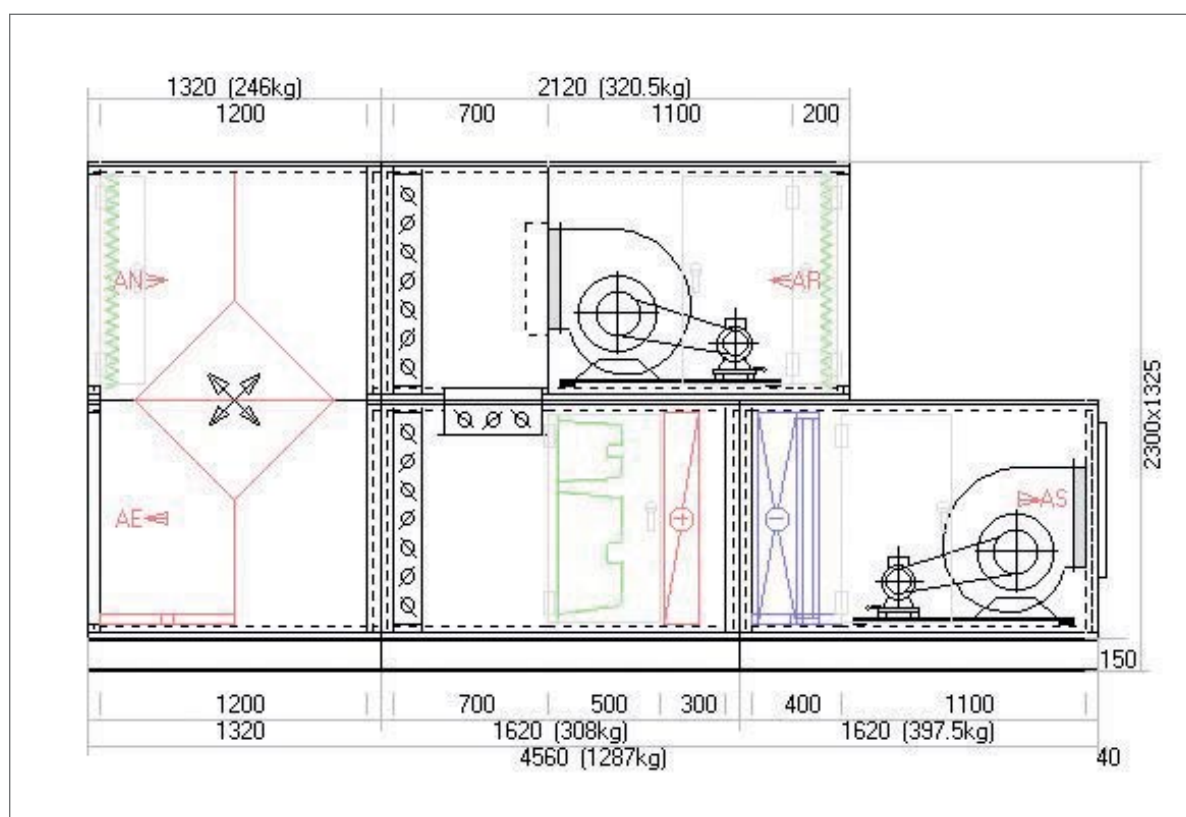 1320 (246kg) 2120 (320.5kg)
1200 700 1100 200
AN AR
2300x1325
AE + − AS
150
1200 700 500 300 400 1100
1320 1620 (308kg) 1620 (397.5kg)
4560 (1287kg) 40